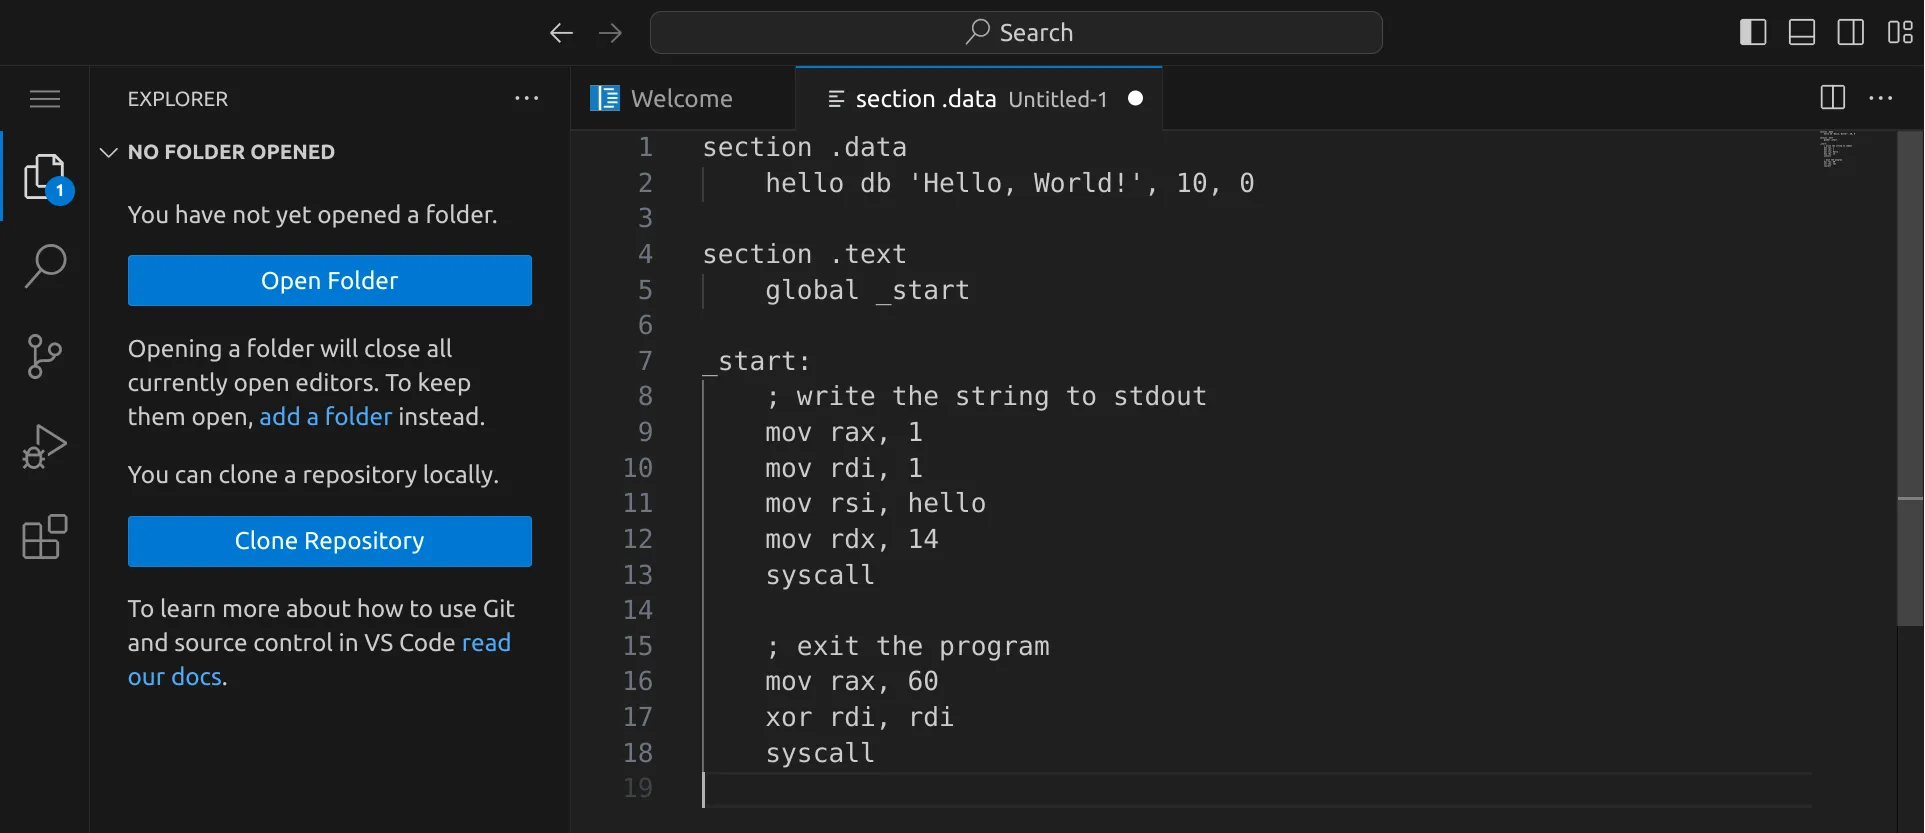 Search
EXPLORER
NO FOLDER OPENED
1
You have not yet opened a folder.
Open Folder
Opening a folder will close all
currently open editors. To keep
them open, add a folder instead.
You can clone a repository locally.
Clone Repository
To learn more about how to use Git
and source control in VS Code read
our docs.
Welcome
section .data Untitled-1
1 section .data
2 hello db 'Hello, World!', 10, 0
3
4 section .text
5 global _start
6
7 _start:
8 ; write the string to stdout
9 mov rax, 1
10 mov rdi, 1
11 mov rsi, hello
12 mov rdx, 14
13 syscall
14
15 ; exit the program
16 mov rax, 60
17 xor rdi, rdi
18 syscall
19